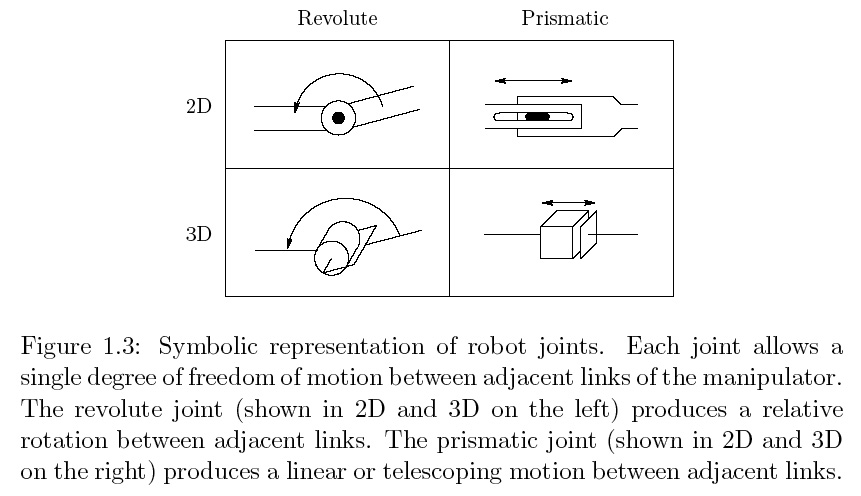 Revolute Prismatic
2D
3D
Figure 1.3: Symbolic representation of robot joints. Each joint allows a
single degree of freedom of motion between adjacent links of the manipulator.
The revolute joint (shown in 2D and 3D on the left) produces a relative
rotation between adjacent links. The prismatic joint (shown in 2D and 3D
on the right) produces a linear or telescoping motion between adjacent links.